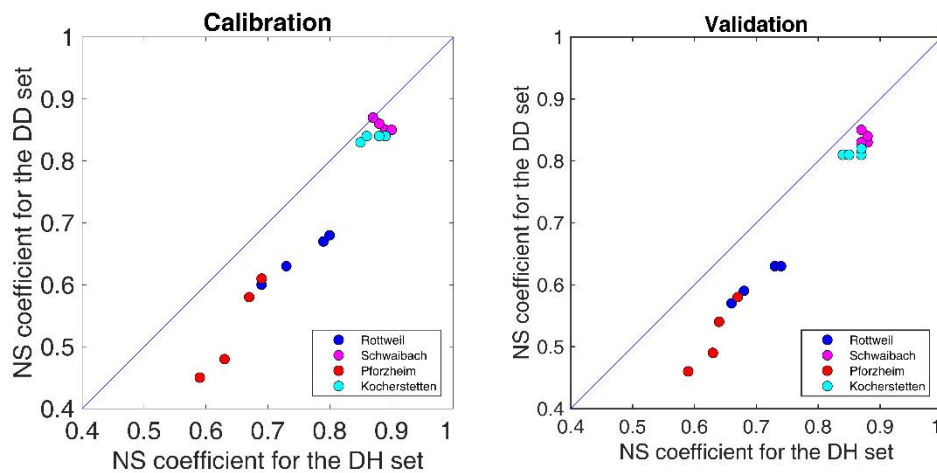 Calibration
NS coefficient for the DD set
1
0.9
0.8
0.7
0.6
0.5
0.4
0.4 0.5 0.6 0.7 0.8 0.9 1
NS coefficient for the DH set
Rottweil
Schwaibach
Pforzheim
Kocherstetten
Validation
NS coefficient for the DD set
1
0.9
0.8
0.7
0.6
0.5
0.4
0.4 0.5 0.6 0.7 0.8 0.9 1
NS coefficient for the DH set
Rottweil
Schwaibach
Pforzheim
Kocherstetten